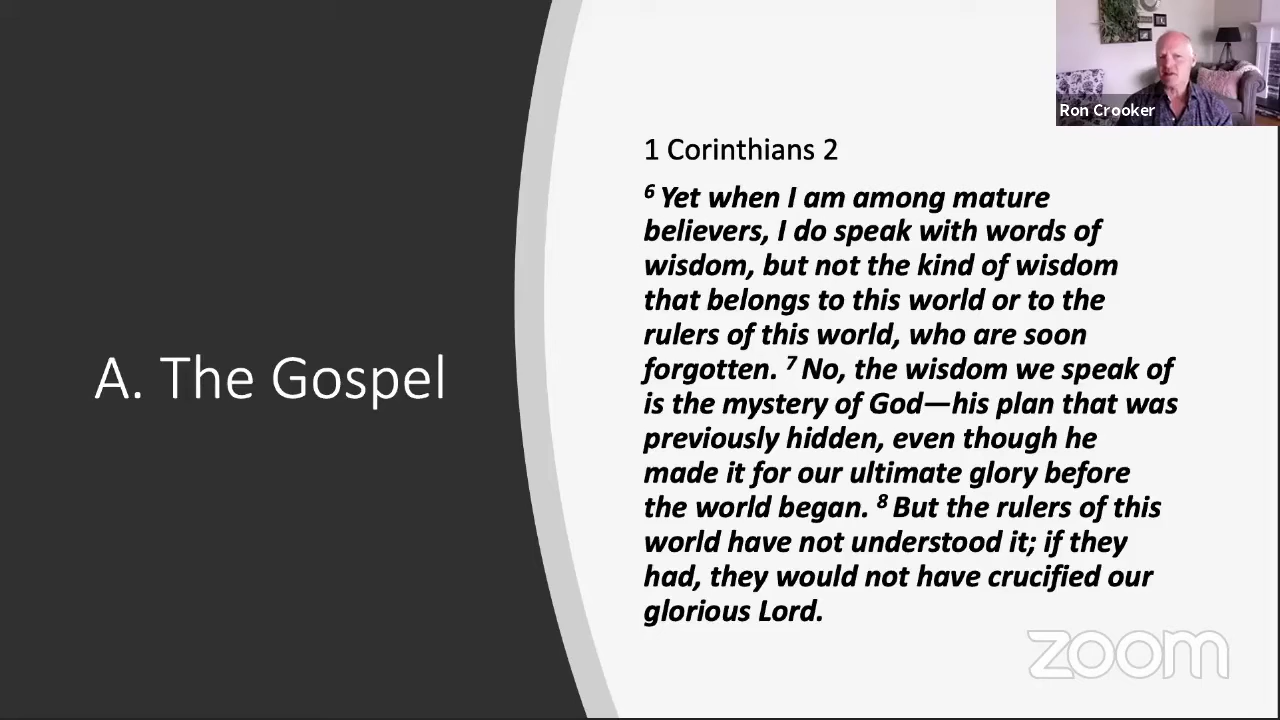 Ron Crooker
A. The Gospel
1 Corinthians 2
6 Yet when I am among mature
believers, I do speak with words of
wisdom, but not the kind of wisdom
that belongs to this world or to the
rulers of this world, who are soon
forgotten. 7 No, the wisdom we speak of
is the mystery of God—his plan that was
previously hidden, even though he
made it for our ultimate glory before
the world began. 8 But the rulers of this
world have not understood it; if they
had, they would not have crucified our
glorious Lord.
zoom